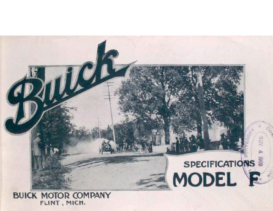 Buick
SPECIFICATIONS
MODEL F
BUICK MOTOR COMPANY
FLINT, MICH.